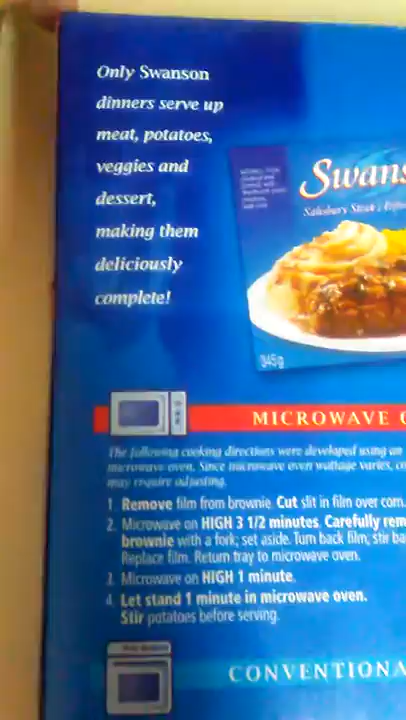 Only Swanson
dinners serve up
meat, potatoes,
veggies and
dessert,
making them
deliciously
complete!
Swans
Salisbury Steak
345g
MICROWAVE O
The following cooking directions were developed using an
microwave oven. Since microwave oven wattage varies, co
may require adjusting.
1. Remove film from brownie. Cut slit in film over corn.
2. Microwave on HIGH 3 1/2 minutes. Carefully rem
brownie with a fork; set aside. Turn back film, stir ba
Replace film. Return tray to microwave oven.
3. Microwave on HIGH 1 minute.
4. Let stand 1 minute in microwave oven.
Stir potatoes before serving.
CONVENTIONA